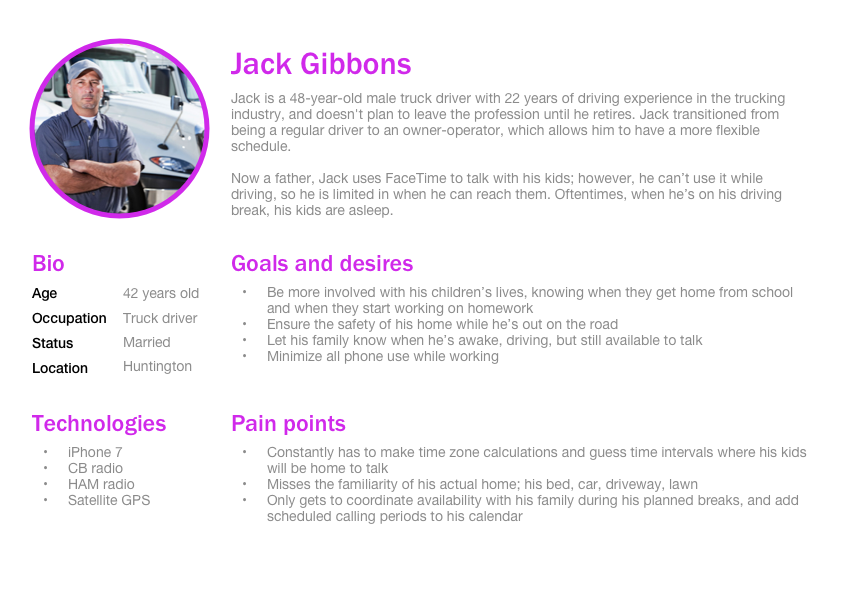 Jack Gibbons
Jack is a 48-year-old male truck driver with 22 years of driving experience in the trucking
industry, and doesn't plan to leave the profession until he retires. Jack transitioned from
being a regular driver to an owner-operator, which allows him to have a more flexible
schedule.
Now a father, Jack uses FaceTime to talk with his kids; however, he can't use it while
driving, so he is limited in when he can reach them. Oftentimes, when he's on his driving
break, his kids are asleep.
Bio
Age 42 years old
Occupation Truck driver
Status Married
Location Huntington
Goals and desires
• Be more involved with his children's lives, knowing when they get home from school
and when they start working on homework
• Ensure the safety of his home while he's out on the road
• Let his family know when he's awake, driving, but still available to talk
• Minimize all phone use while working
Technologies
• iPhone 7
• CB radio
• HAM radio
• Satellite GPS
Pain points
• Constantly has to make time zone calculations and guess time intervals where his kids
will be home to talk
• Misses the familiarity of his actual home; his bed, car, driveway, lawn
• Only gets to coordinate availability with his family during his planned breaks, and add
scheduled calling periods to his calendar